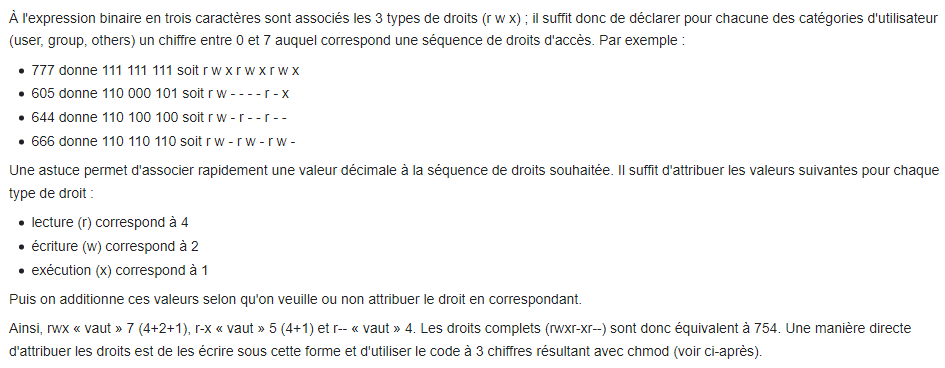 À l'expression binaire en trois caractères sont associés les 3 types de droits (r w x) ; il suffit donc de déclarer pour chacune des catégories d'utilisateur
(user, group, others) un chiffre entre 0 et 7 auquel correspond une séquence de droits d'accès. Par exemple :
• 777 donne 111 111 111 soit r w x r w x r w x
• 605 donne 110 000 101 soit r w - - - - r - x
• 644 donne 110 100 100 soit r w - r - - r - -
• 666 donne 110 110 110 soit r w - r w - r w -
Une astuce permet d'associer rapidement une valeur décimale à la séquence de droits souhaitée. Il suffit d'attribuer les valeurs suivantes pour chaque
type de droit :
• lecture (r) correspond à 4
• écriture (w) correspond à 2
• exécution (x) correspond à 1
Puis on additionne ces valeurs selon qu'on veuille ou non attribuer le droit en correspondant.
Ainsi, rwx « vaut » 7 (4+2+1), r-x « vaut » 5 (4+1) et r-- « vaut » 4. Les droits complets (rwxr-xr--) sont donc équivalent à 754. Une manière directe
d'attribuer les droits est de les écrire sous cette forme et d'utiliser le code à 3 chiffres résultant avec chmod (voir ci-après).